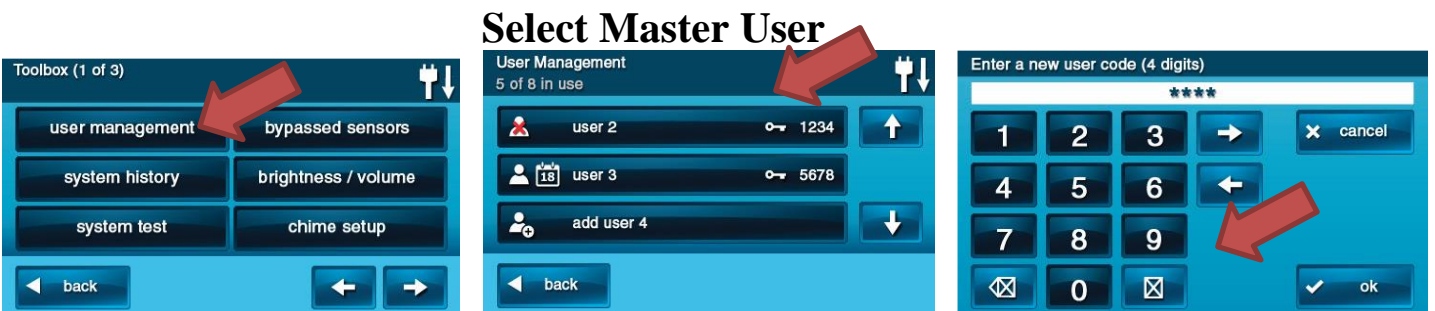 Select Master User
Toolbox (1 of 3)
user management
bypassed sensors
system history
brightness / volume
system test
chime setup
back
User Management
5 of 8 in use
user 2 1234
18 user 3 5678
add user 4
back
Enter a new user code (4 digits)
****
1 2 3
cancel
4 5 6
7 8 9
0
ok